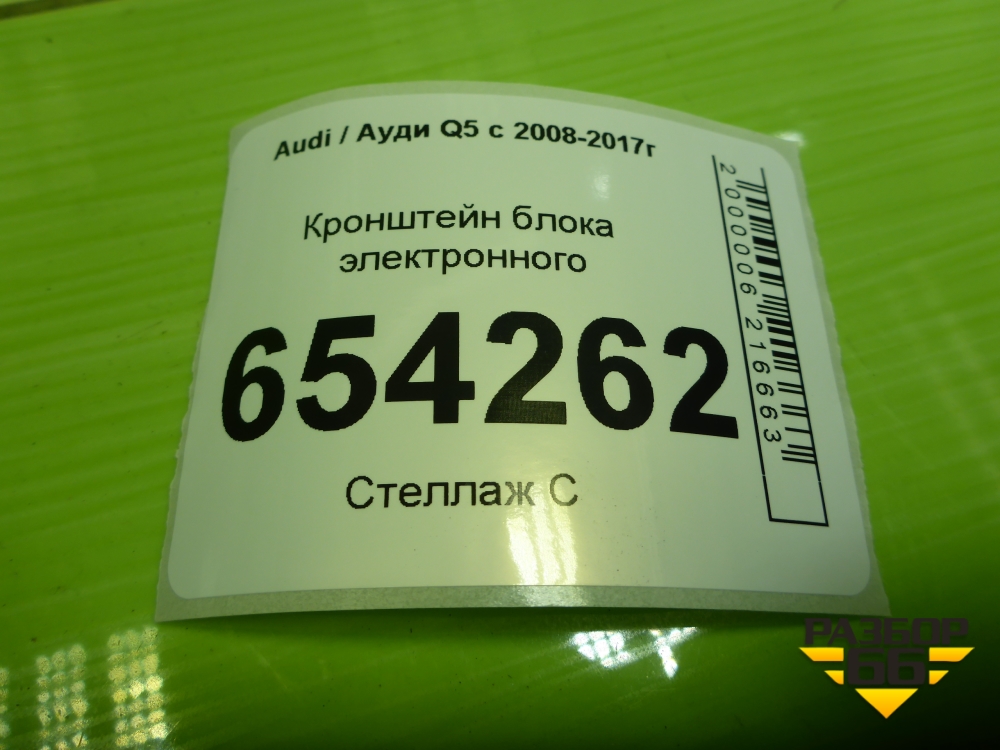 Audi / Ауди Q5 с 2008-2017г
Кронштейн блока
электронного
654262
Стеллаж С
2000006216663
РАЗБОР
66